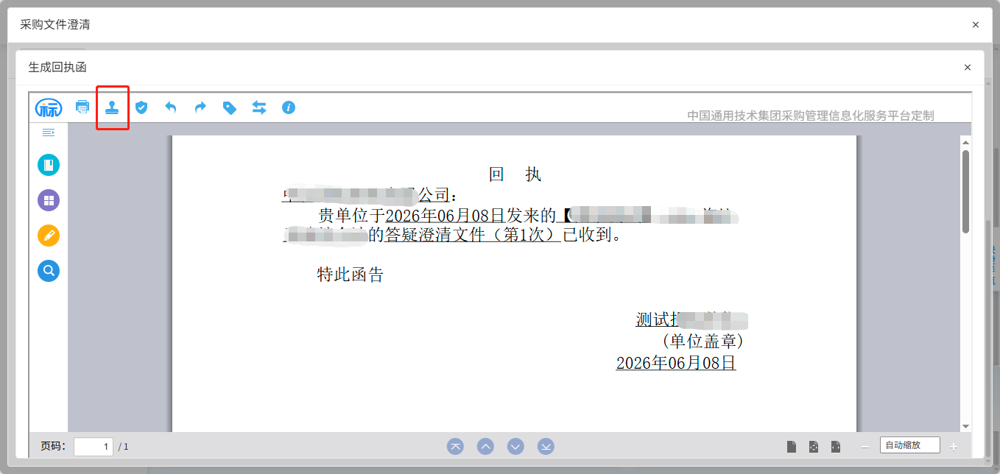 采购文件澄清
×
生成回执函
×
标
中国通用技术集团采购管理信息化服务平台定制
回 执
公司：
贵单位于2026年06月08日发来的【
的答疑澄清文件（第1次）已收到。
特此函告
测试
（单位盖章）
2026年06月08日
页码： 1 / 1
自动缩放